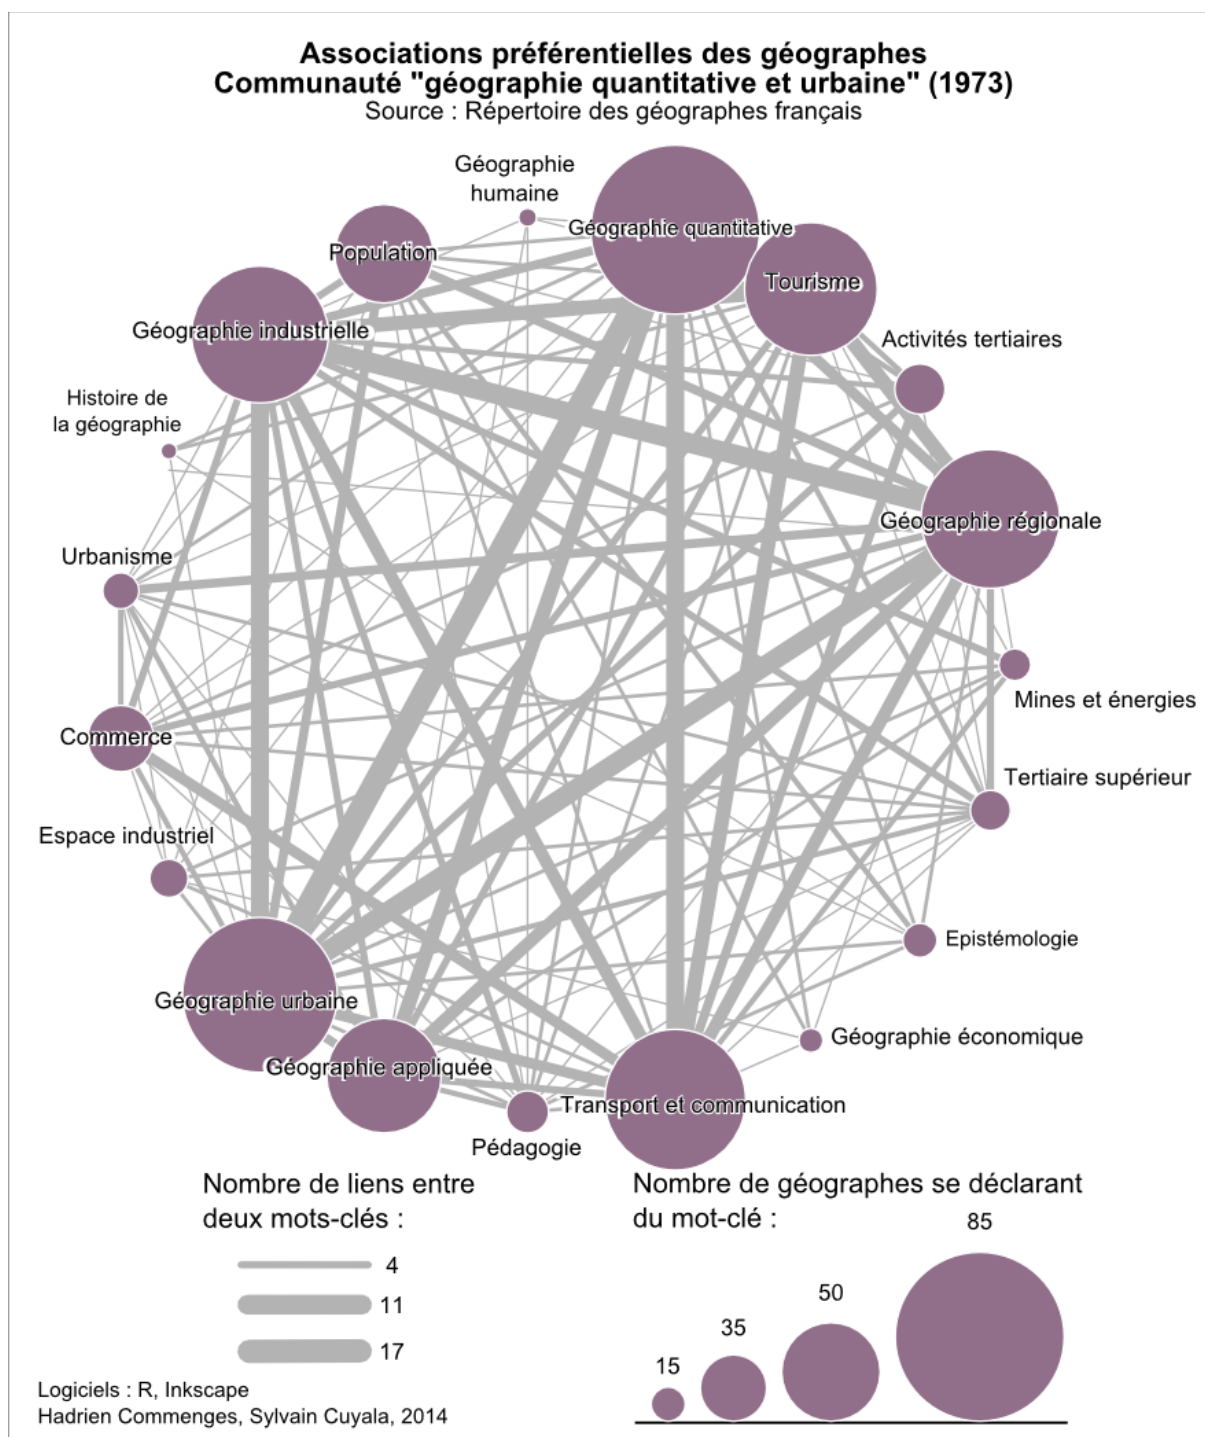 Associations préférentielles des géographes
Communauté "géographie quantitative et urbaine" (1973)
Source : Répertoire des géographes français
Géographie
humaine
Géographie quantitative
Population
Tourisme
Géographie industrielle
Activités tertiaires
Histoire de
la géographie
Géographie régionale
Urbanisme
Mines et énergies
Commerce
Tertiaire supérieur
Espace industriel
Epistémologie
Géographie urbaine
Géographie économique
Géographie appliquée
Transport et communication
Pédagogie
Nombre de liens entre
deux mots-clés :
4
11
17
Nombre de géographes se déclarant
du mot-clé :
85
50
35
15
Logiciels : R, Inkscape
Hadrien Commenges, Sylvain Cuyala, 2014